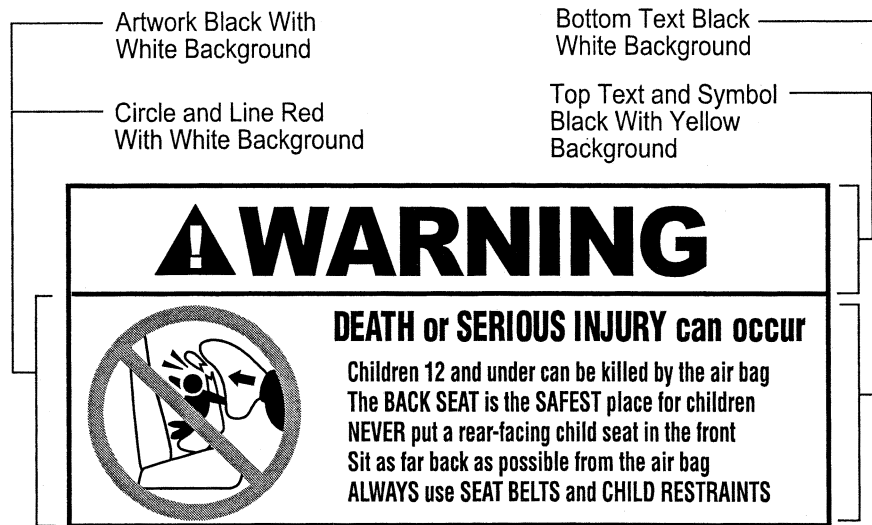 Artwork Black With
White Background
Circle and Line Red
With White Background
Bottom Text Black
White Background
Top Text and Symbol
Black With Yellow
Background
WARNING
DEATH or SERIOUS INJURY can occur
Children 12 and under can be killed by the air bag
The BACK SEAT is the SAFEST place for children
NEVER put a rear-facing child seat in the front
Sit as far back as possible from the air bag
ALWAYS use SEAT BELTS and CHILD RESTRAINTS